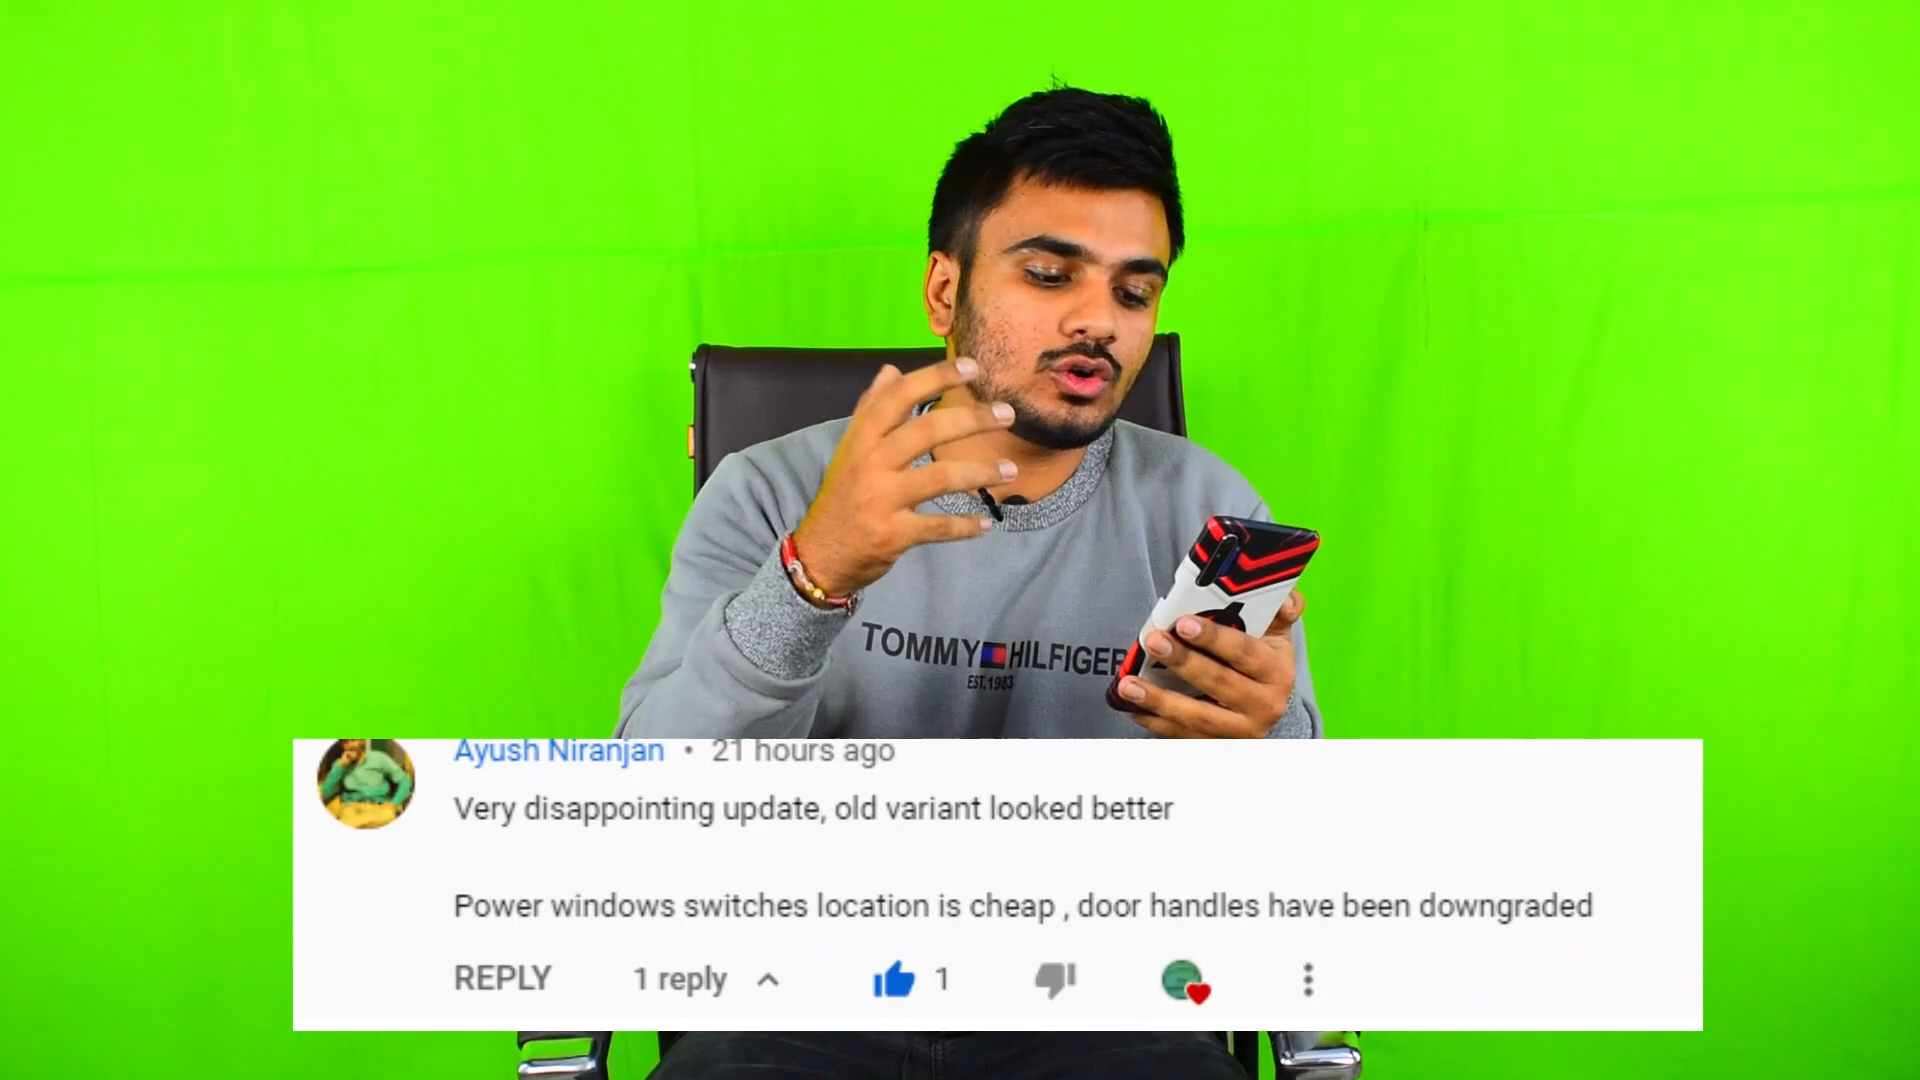 TOMMY HILFIGER
EST.1983
Ayush Niranjan • 21 hours ago
Very disappointing update, old variant looked better
Power windows switches location is cheap , door handles have been downgraded
REPLY 1 reply 1